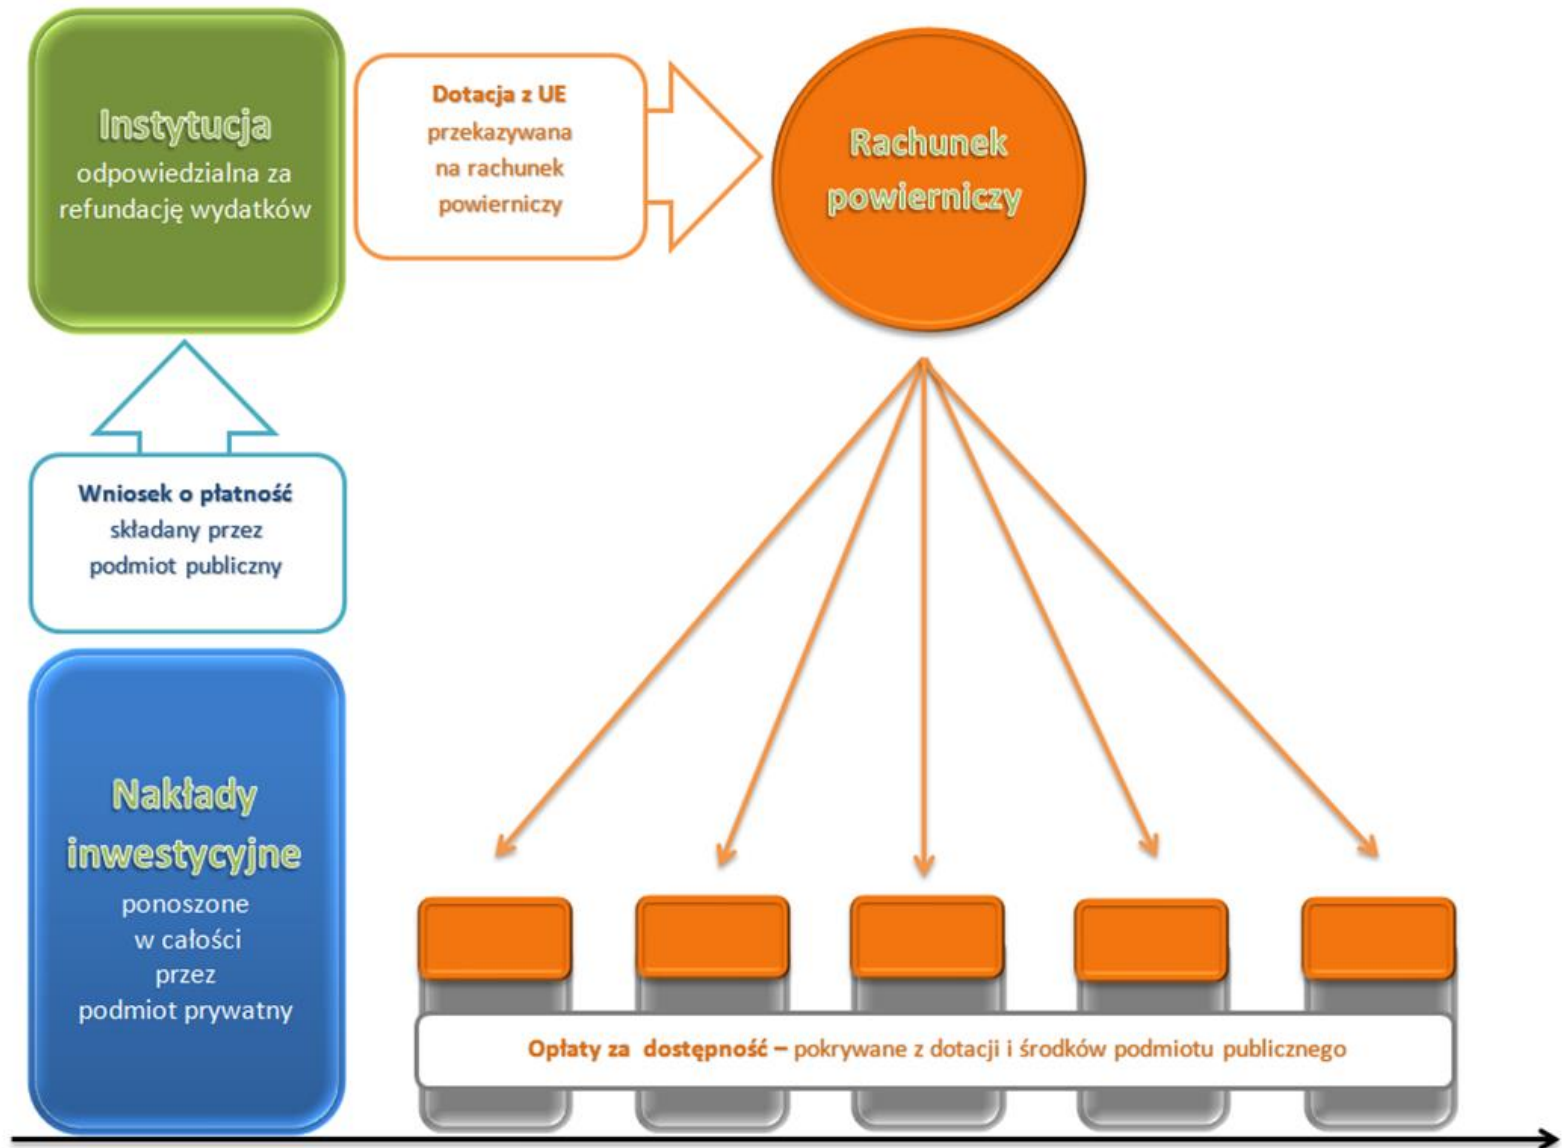 Instytucja
odpowiedzialna za
refundację wydatków
Dotacja z UE
przekazywana
na rachunek
powierniczy
Rachunek
powierniczy
Wniosek o płatność
składany przez
podmiot publiczny
Nakłady
inwestycyjne
ponoszone
w całości
przez
podmiot prywatny
Opłaty za dostępność – pokrywane z dotacji i środków podmiotu publicznego